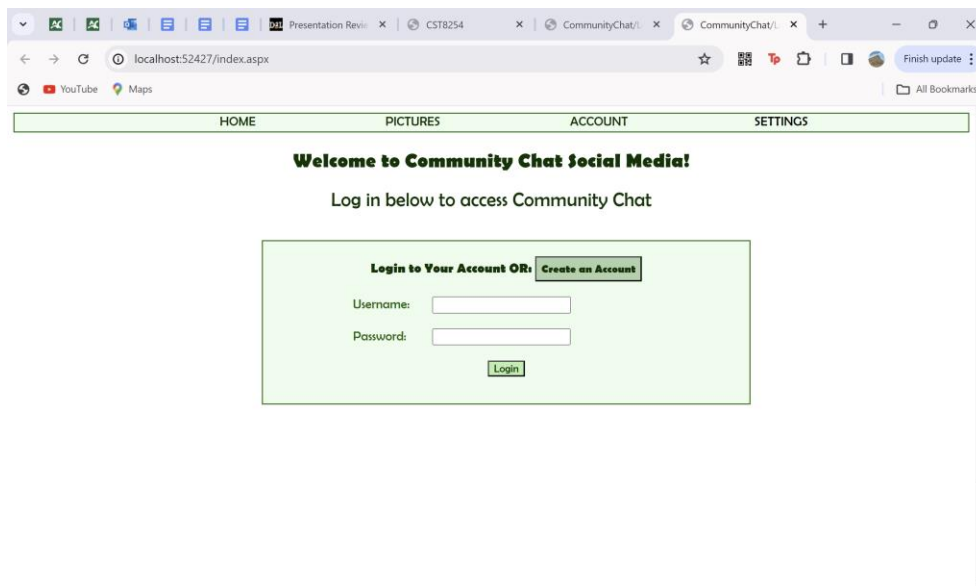 D2L Presentation Revie CST8254 CommunityChat/L CommunityChat/L
localhost:52427/index.aspx Tp Finish update
YouTube Maps All Bookmarks
HOME PICTURES ACCOUNT SETTINGS
Welcome to Community Chat Social Media!
Log in below to access Community Chat
Login to Your Account OR: Create an Account
Username:
Password:
Login